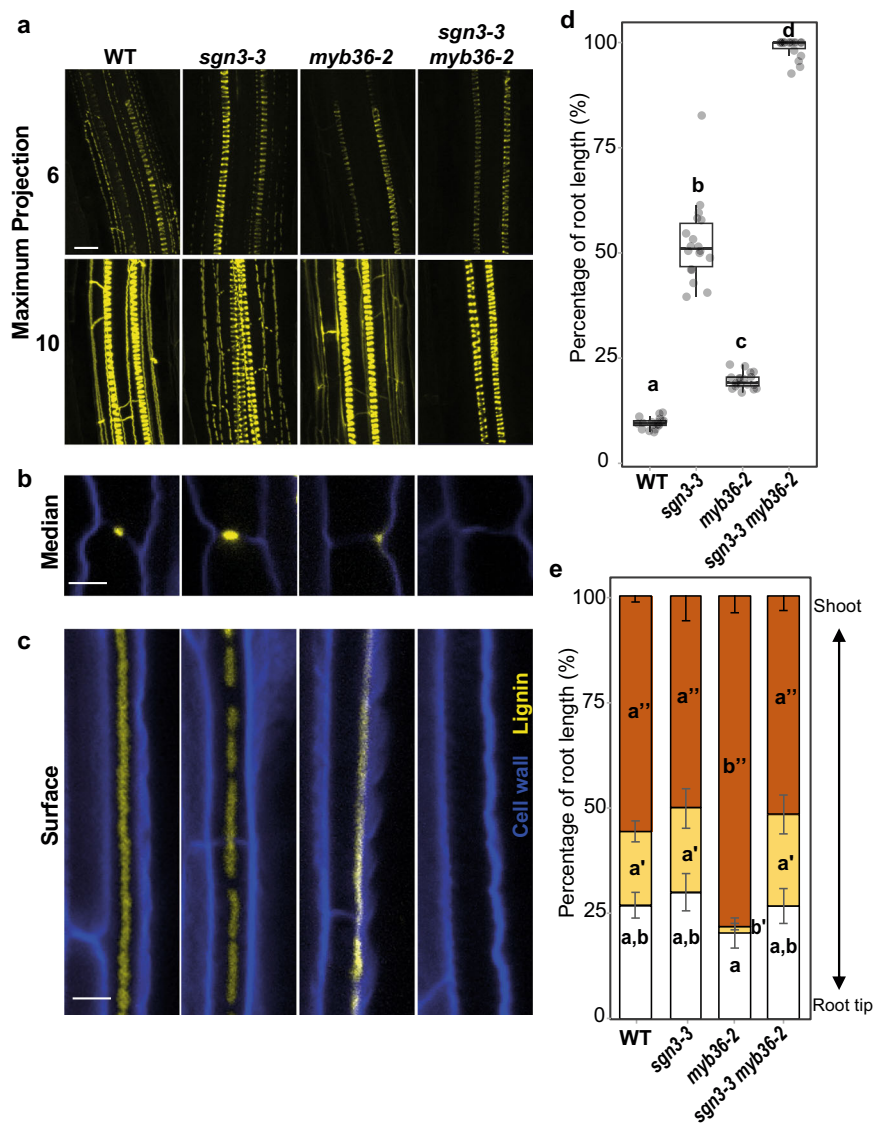 a
WT
sgn3-3
myb36-2
sgn3-3
myb36-2
Maximum Projection
6
10
b
Median
c
Surface
Cell wall Lignin
d
Percentage of root length (%)
100
75
50
25
0
a
b
c
d
WT
sgn3-3
myb36-2
sgn3-3 myb36-2
e
Percentage of root length (%)
100
75
50
25
0
a’’
a’’
b’’
a’’
a'
a'
b'
a'
a,b
a,b
a
a,b
Shoot
Root tip
WT
sgn3-3
myb36-2
sgn3-3 myb36-2